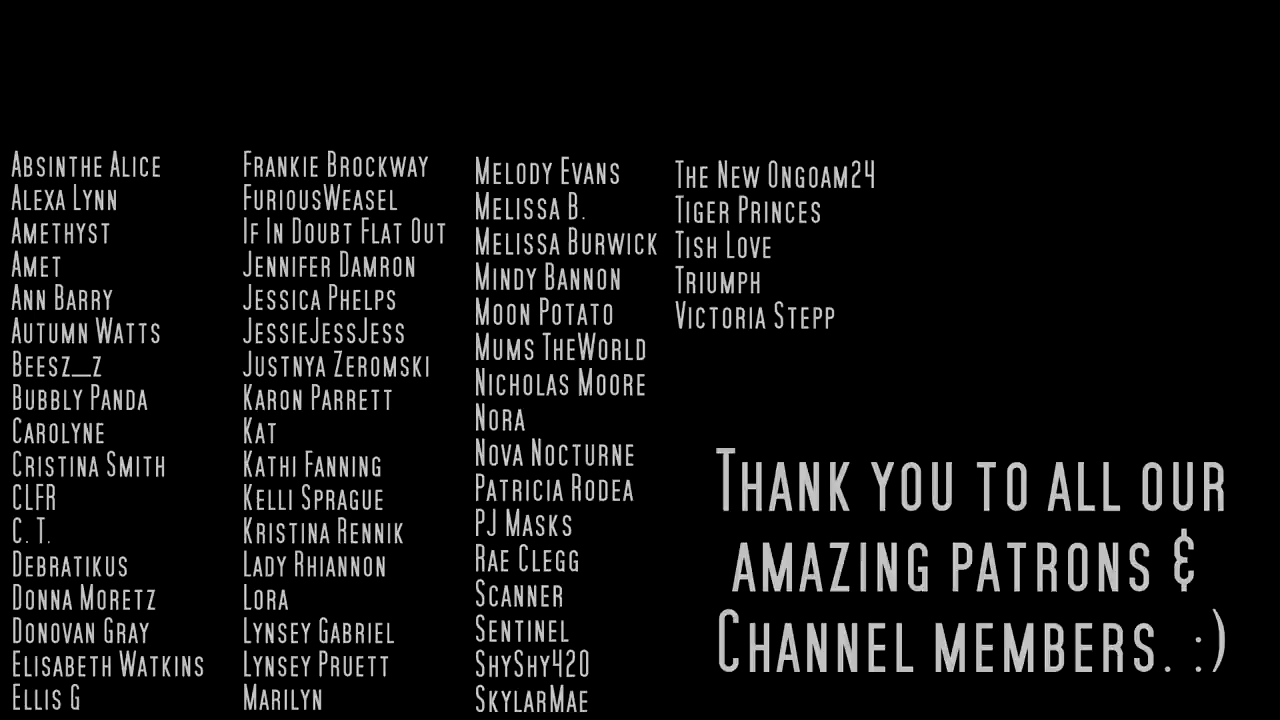 Absinthe Alice
Alexa Lynn
Amethyst
Amet
Ann Barry
Autumn Watts
Beesz_z
Bubbly Panda
Carolyne
Cristina Smith
CLFR
C. T.
Debratikus
Donna Moretz
Donovan Gray
Elisabeth Watkins
Ellis G
Frankie Brockway
FuriousWeasel
If In Doubt Flat Out
Jennifer Damron
Jessica Phelps
JessieJessJess
Justnya Zeromski
Karon Parrett
Kat
Kathi Fanning
Kelli Sprague
Kristina Rennik
Lady Rhiannon
Lora
Lynsey Gabriel
Lynsey Pruett
Marilyn
Melody Evans
Melissa B.
Melissa Burwick
Mindy Bannon
Moon Potato
Mums TheWorld
Nicholas Moore
Nora
Nova Nocturne
Patricia Rodea
PJ Masks
Rae Clegg
Scanner
Sentinel
ShyShy420
SkylarMae
The New Ongoam24
Tiger Princes
Tish Love
Triumph
Victoria Stepp
Thank you to all our
amazing patrons &
Channel members. :)